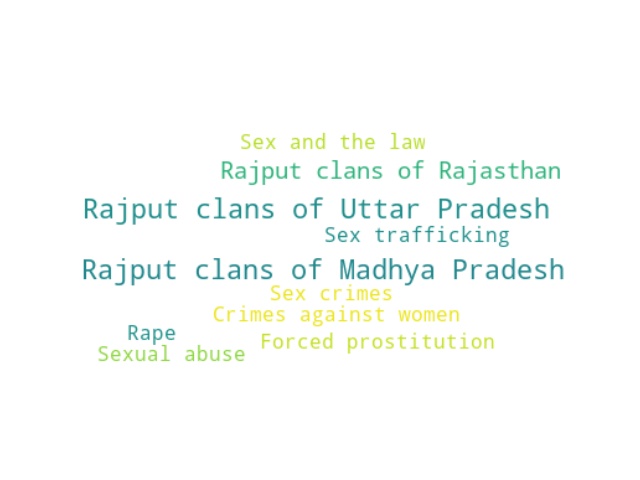 Sex and the law
Rajput clans of Rajasthan
Rajput clans of Uttar Pradesh
Sex trafficking
Rajput clans of Madhya Pradesh
Sex crimes
Crimes against women
Rape
Forced prostitution
Sexual abuse